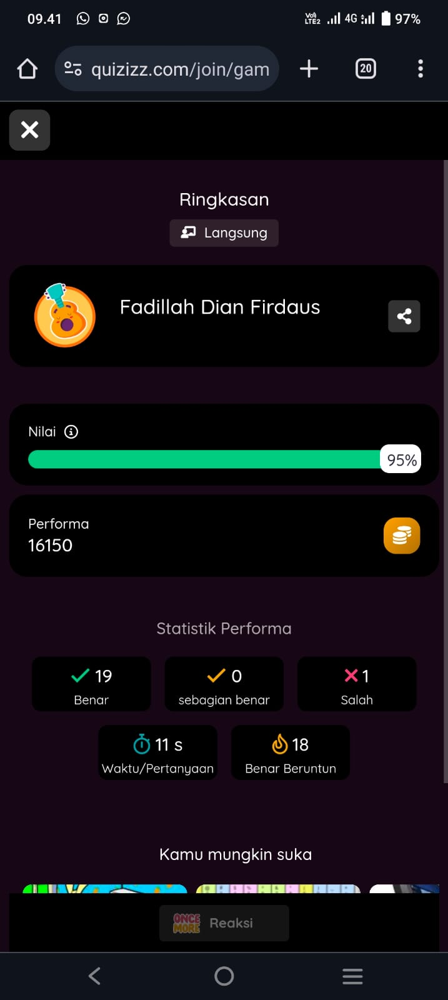 09.41
Vo)) LTE2 4G 97%
quizizz.com/join/gam
20
Ringkasan
Langsung
Fadillah Dian Firdaus
Nilai
95%
Performa
16150
Statistik Performa
19
Benar
0
sebagian benar
1
Salah
11 s
Waktu/Pertanyaan
18
Benar Beruntun
Kamu mungkin suka
ONCE MORE Reaksi